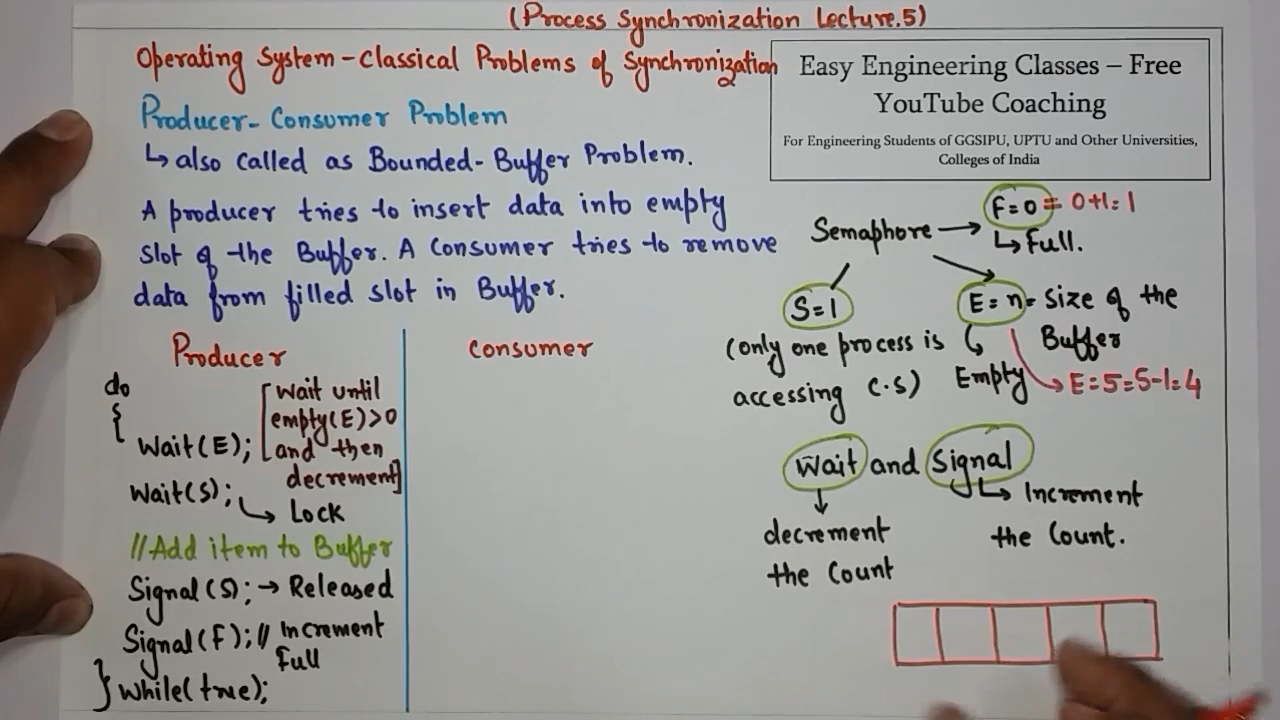 (Process Synchronization Lecture.5)
Operating System-Classical Problems of Synchronization
Easy Engineering Classes – Free
YouTube Coaching
For Engineering Students of GGSIPU, UPTU and Other Universities,
Colleges of India
Producer-Consumer Problem
↳ also called as Bounded-Buffer Problem.
A producer tries to insert data into empty
slot of the Buffer. A Consumer tries to remove
data from filled slot in Buffer.
Producer
do
{
Wait(E); [Wait until
empty(E)>0
and then
decrement]
Wait(S); ↳ Lock
//Add item to Buffer
Signal(S); → Released
Signal(F); // Increment
Full
} while(true);
Consumer
Semaphore → F=0 = 0+1=1
↳ Full.
S=1
(only one process is
accessing C.S)
E=n = Size of the
Buffer
Empty
→ E=5=5-1=4
Wait and Signal
decrement
the Count
↳ Increment
the Count.